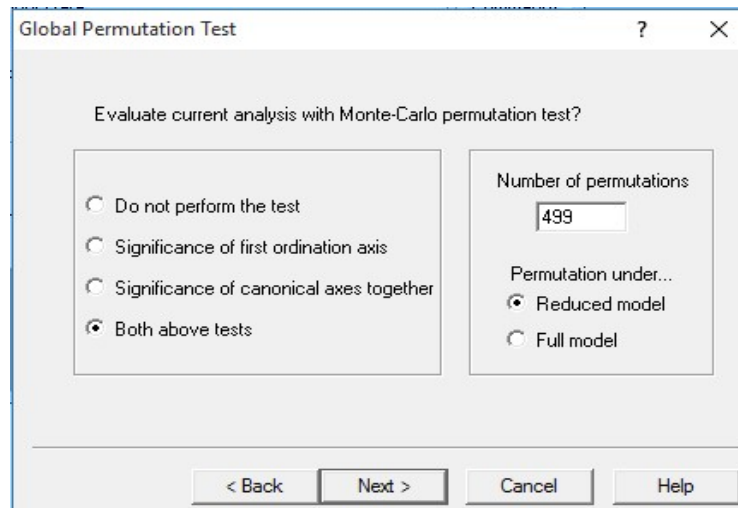 Global Permutation Test
?
Evaluate current analysis with Monte-Carlo permutation test?
Do not perform the test
Significance of first ordination axis
Significance of canonical axes together
Both above tests
Number of permutations
499
Permutation under...
Reduced model
Full model
< Back
Next >
Cancel
Help